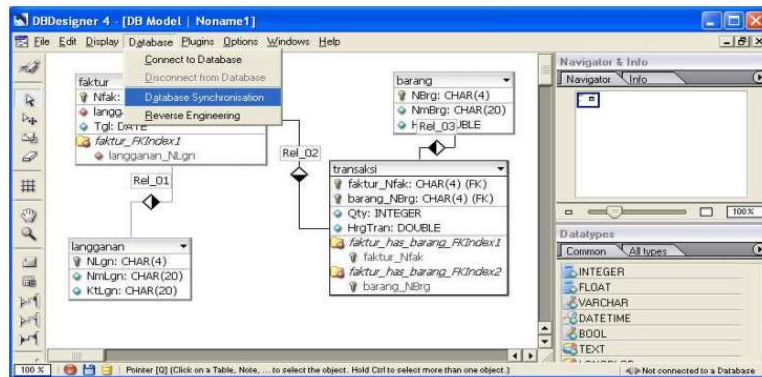 DBDesigner 4 - [DB Model | Noname1]
File Edit Display Database Plugins Options Windows Help
Connect to Database
Disconnect from Database
Database Synchronisation
Reverse Engineering
faktur
Nfak:
langg
Tgl: DATE
faktur_FKIndex1
langganan_NLgn
Rel_01
Rel_02
langganan
NLgn: CHAR(4)
NmLgn: CHAR(20)
KtLgn: CHAR(20)
barang
NBrg: CHAR(4)
NmBrg: CHAR(20)
H Rel_03 UBLE
transaksi
faktur_Nfak: CHAR(4) (FK)
barang_NBrg: CHAR(4) (FK)
Qty: INTEGER
HrgTran: DOUBLE
faktur_has_barang_FKIndex1
faktur_Nfak
faktur_has_barang_FKIndex2
barang_NBrg
Navigator & Info
Navigator Info
100%
Datatypes
Common All types
INTEGER
FLOAT
VARCHAR
DATETIME
BOOL
TEXT
100 % Pointer [Q] (Click on a Table, Note, ... to select the object. Hold Ctrl to select more than one object.) Not connected to a Database